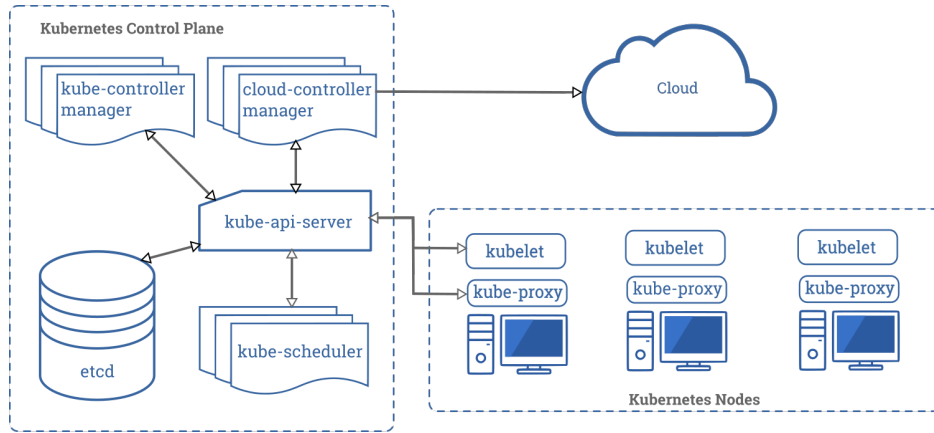 Kubernetes Control Plane
kube-controller
manager
cloud-controller
manager
Cloud
kube-api-server
etcd
kube-scheduler
kubelet
kubelet
kubelet
kube-proxy
kube-proxy
kube-proxy
Kubernetes Nodes